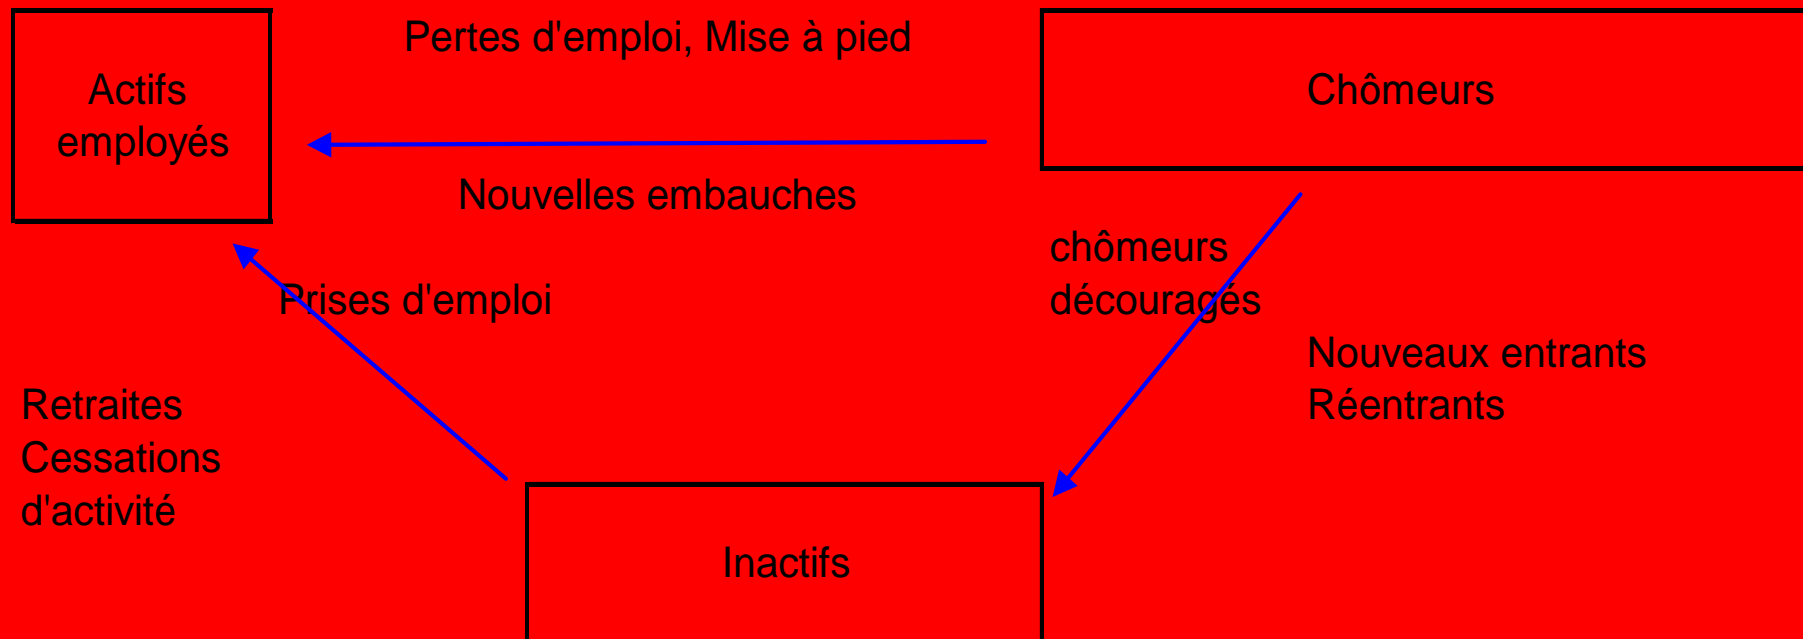 Pertes d'emploi, Mise à pied
Actifs
employés
Chômeurs
Nouvelles embauches
chômeurs
découragés
Prises d'emploi
Nouveaux entrants
Réentrants
Retraites
Cessations
d'activité
Inactifs